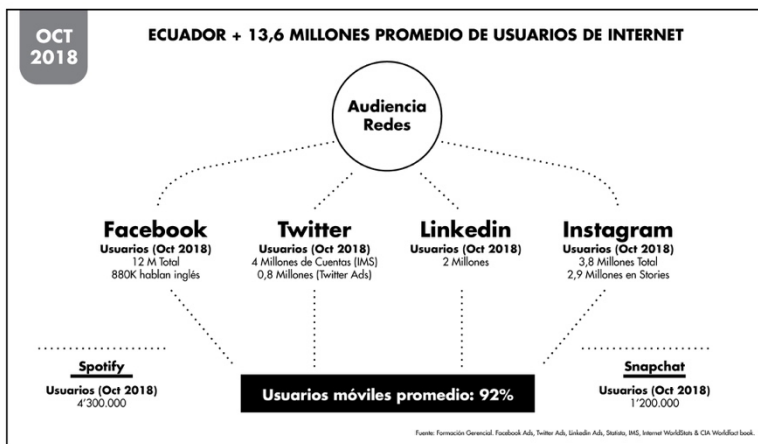 OCT
2018
ECUADOR + 13,6 MILLONES PROMEDIO DE USUARIOS DE INTERNET
Audiencia
Redes
Facebook
Usuarios (Oct 2018)
12 M Total
880K hablan inglés
Twitter
Usuarios (Oct 2018)
4 Millones de Cuentas (IMS)
0,8 Millones (Twitter Ads)
Linkedin
Usuarios (Oct 2018)
2 Millones
Instagram
Usuarios (Oct 2018)
3,8 Millones Total
2,9 Millones en Stories
Spotify
Usuarios (Oct 2018)
4'300.000
Usuarios móviles promedio: 92%
Snapchat
Usuarios (Oct 2018)
1'200.000
Fuente: Formación Gerencial. Facebook Ads, Twitter Ads, Linkedin Ads, Statista, IMS, Internet WorldStats & CIA Worldfact book.